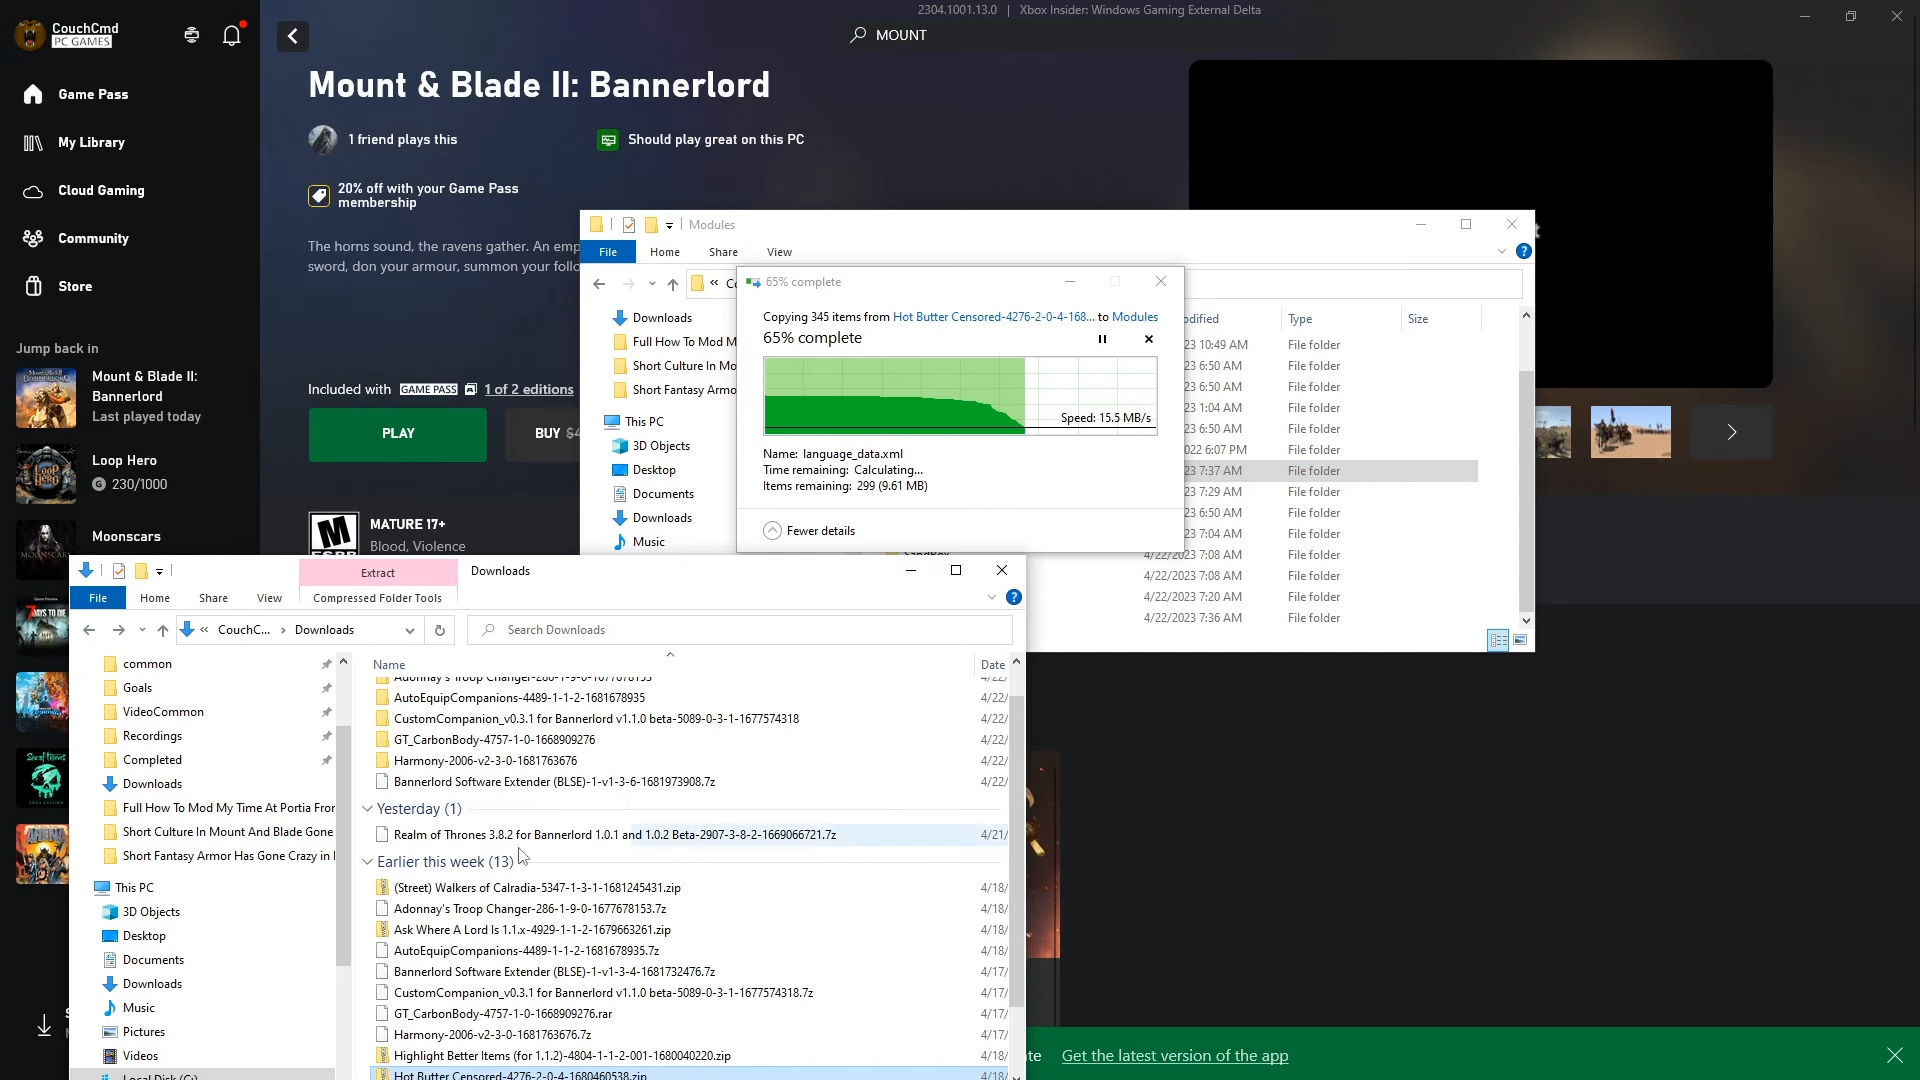 2304.1001.13.0 | Xbox Insider: Windows Gaming External Delta
CouchCmd
PC GAMES
MOUNT
Game Pass
My Library
Cloud Gaming
Community
Store
Jump back in
Mount & Blade II:
Bannerlord
Last played today
Loop Hero
230/1000
Moonscars
Mount & Blade II: Bannerlord
1 friend plays this
Should play great on this PC
20% off with your Game Pass
membership
The horns sound, the ravens gather. An emp
sword, don your armour, summon your follo
Included with GAME PASS 1 of 2 editions
PLAY
BUY
MATURE 17+
Blood, Violence
Modules
File Home Share View
Downloads
Full How To Mod M
Short Culture In Mo
Short Fantasy Armo
This PC
3D Objects
Desktop
Documents
Downloads
Music
65% complete
Copying 345 items from Hot Butter Censored-4276-2-0-4-168... to Modules
65% complete
Speed: 15.5 MB/s
Name: language_data.xml
Time remaining: Calculating...
Items remaining: 299 (9.61 MB)
Fewer details
odified Type Size
23 10:49 AM File folder
23 6:50 AM File folder
23 6:50 AM File folder
23 1:04 AM File folder
23 6:50 AM File folder
022 6:07 PM File folder
23 7:37 AM File folder
23 7:29 AM File folder
23 6:50 AM File folder
23 7:04 AM File folder
4/22/2023 7:08 AM File folder
4/22/2023 7:08 AM File folder
4/22/2023 7:20 AM File folder
4/22/2023 7:36 AM File folder
Extract
Downloads
File Home Share View Compressed Folder Tools
« CouchC... › Downloads
Search Downloads
common
Goals
VideoCommon
Recordings
Completed
Downloads
Full How To Mod My Time At Portia Fror
Short Culture In Mount And Blade Gone
Short Fantasy Armor Has Gone Crazy in
This PC
3D Objects
Desktop
Documents
Downloads
Music
Pictures
Videos
Local Disk (C:)
Name Date
Adonnay's Troop Changer-286-1-9-0-1677678153 4/22/
AutoEquipCompanions-4489-1-1-2-1681678935 4/22/
CustomCompanion_v0.3.1 for Bannerlord v1.1.0 beta-5089-0-3-1-1677574318 4/22/
GT_CarbonBody-4757-1-0-1668909276 4/22/
Harmony-2006-v2-3-0-1681763676 4/22/
Bannerlord Software Extender (BLSE)-1-v1-3-6-1681973908.7z 4/22/
Yesterday (1)
Realm of Thrones 3.8.2 for Bannerlord 1.0.1 and 1.0.2 Beta-2907-3-8-2-1669066721.7z 4/21/
Earlier this week (13)
(Street) Walkers of Calradia-5347-1-3-1-1681245431.zip 4/18/
Adonnay's Troop Changer-286-1-9-0-1677678153.7z 4/18/
Ask Where A Lord Is 1.1.x-4929-1-1-2-1679663261.zip 4/18/
AutoEquipCompanions-4489-1-1-2-1681678935.7z 4/18/
Bannerlord Software Extender (BLSE)-1-v1-3-4-1681732476.7z 4/17/
CustomCompanion_v0.3.1 for Bannerlord v1.1.0 beta-5089-0-3-1-1677574318.7z 4/17/
GT_CarbonBody-4757-1-0-1668909276.rar 4/17/
Harmony-2006-v2-3-0-1681763676.7z 4/17/
Highlight Better Items (for 1.1.2)-4804-1-1-2-001-1680040220.zip 4/18/
Hot Butter Censored-4276-2-0-4-1680460538.zip 4/18/
te Get the latest version of the app